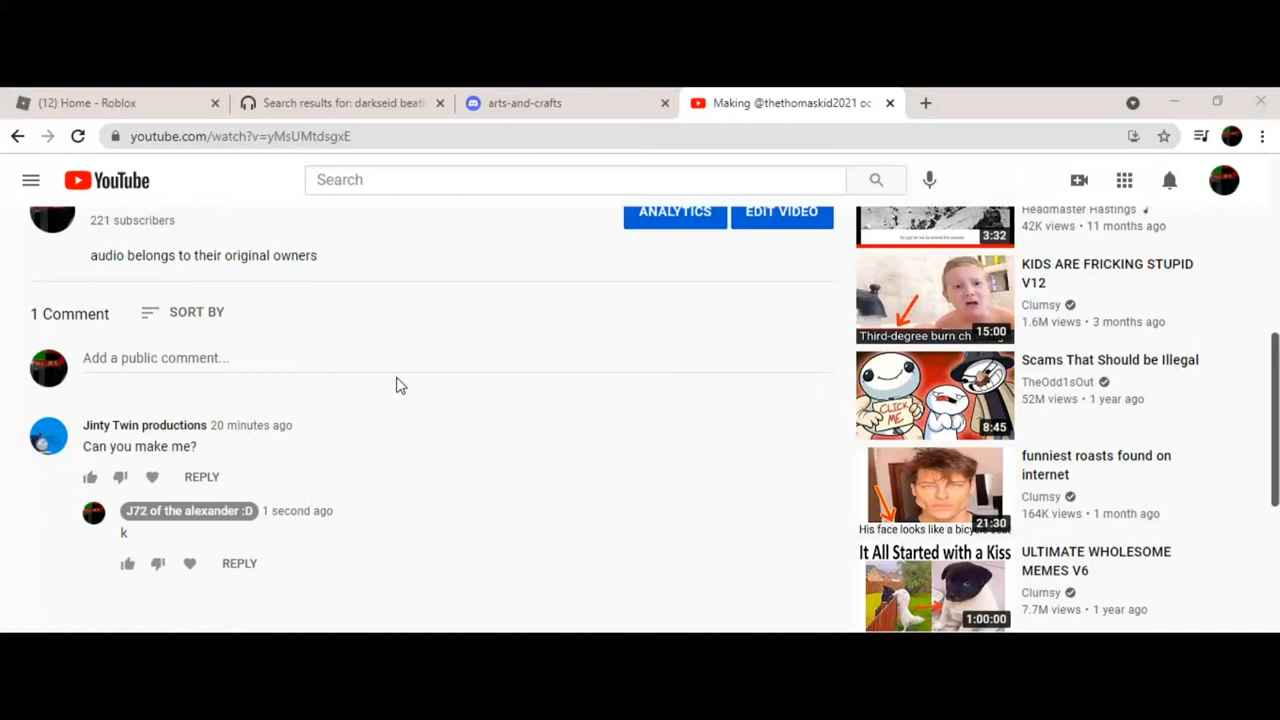 (12) Home - Roblox
Search results for: darkseid beatl
arts-and-crafts
Making @thethomaskid2021 oc
youtube.com/watch?v=yMsUMtdsgxE
YouTube
Search
221 subscribers
ANALYTICS
EDIT VIDEO
audio belongs to their original owners
1 Comment
SORT BY
Add a public comment...
Jinty Twin productions 20 minutes ago
Can you make me?
REPLY
J72 of the alexander :D 1 second ago
k
REPLY
3:32
Headmaster Hastings
42K views • 11 months ago
Third-degree burn ch
15:00
KIDS ARE FRICKING STUPID
V12
Clumsy
1.6M views • 3 months ago
CLICK
ME
8:45
Scams That Should be Illegal
TheOdd1sOut
52M views • 1 year ago
21:30
His face looks like a bicycle seat
funniest roasts found on
internet
Clumsy
164K views • 1 month ago
It All Started with a Kiss
1:00:00
ULTIMATE WHOLESOME
MEMES V6
Clumsy
7.7M views • 1 year ago